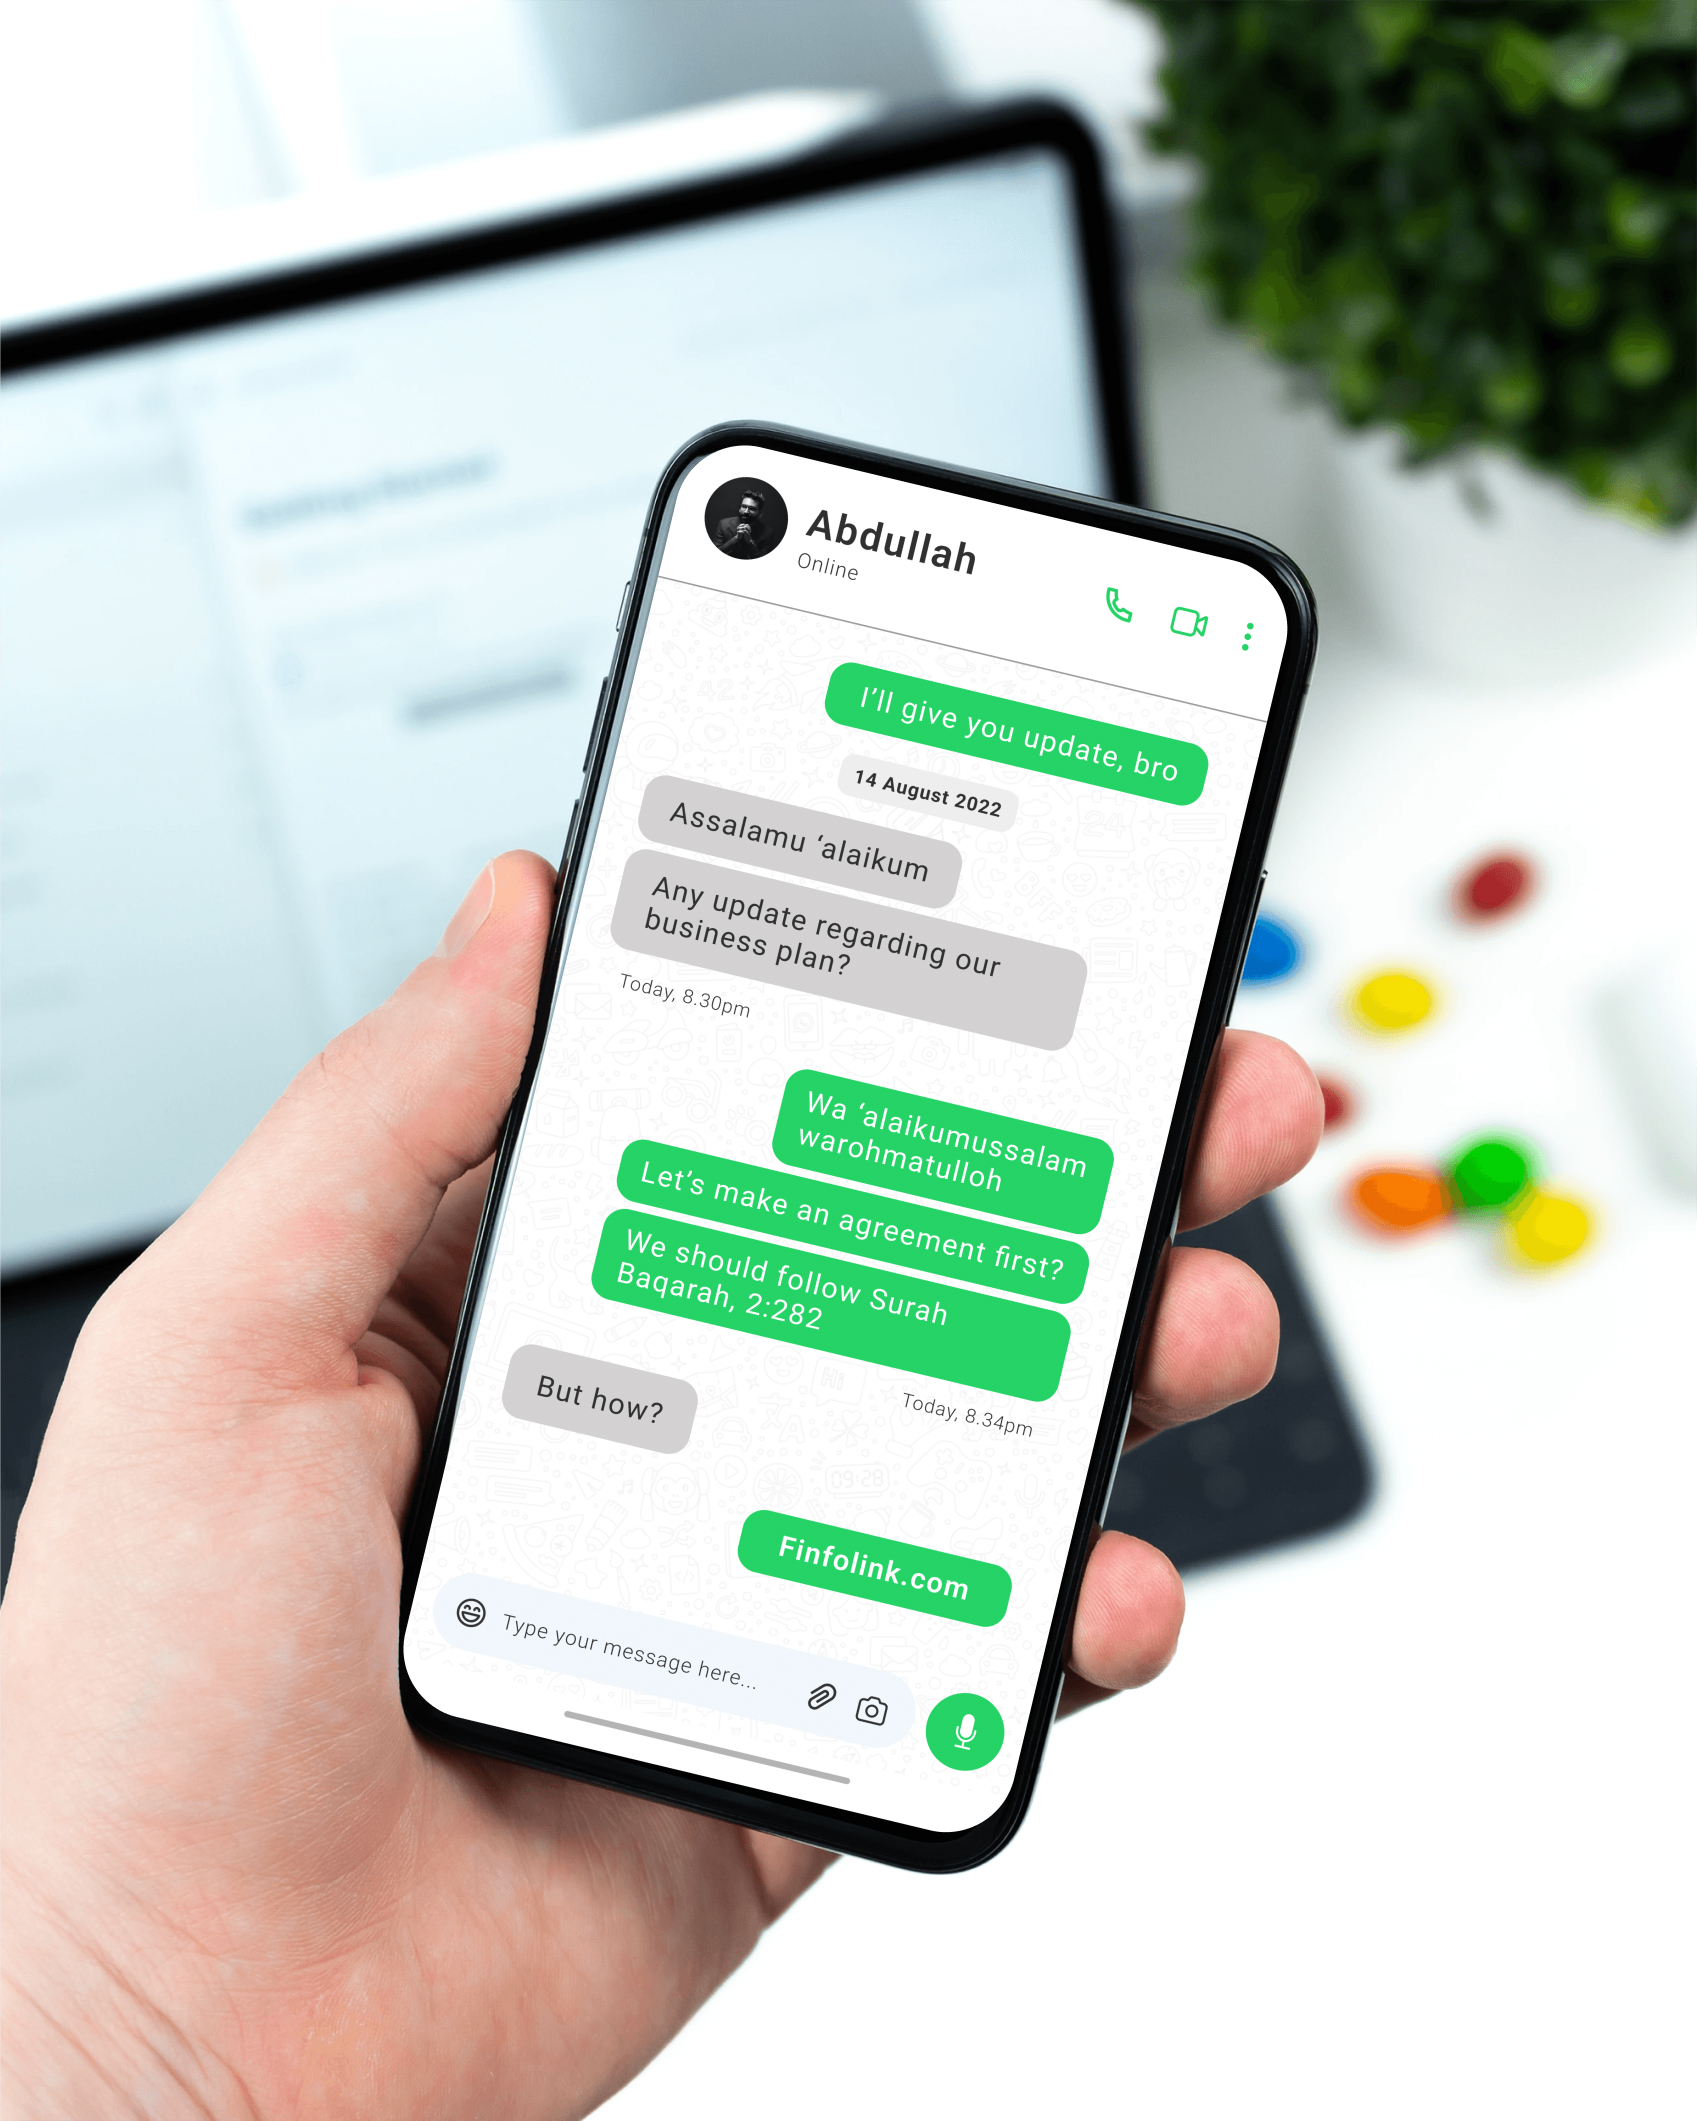 Abdullah
Online
I’ll give you update, bro
14 August 2022
Assalamu ‘alaikum
Any update regarding our
business plan?
Today, 8.30pm
Wa ‘alaikumussalam
warohmatulloh
Let’s make an agreement first?
We should follow Surah
Baqarah, 2:282
Today, 8.34pm
But how?
Finfolink.com
Type your message here...